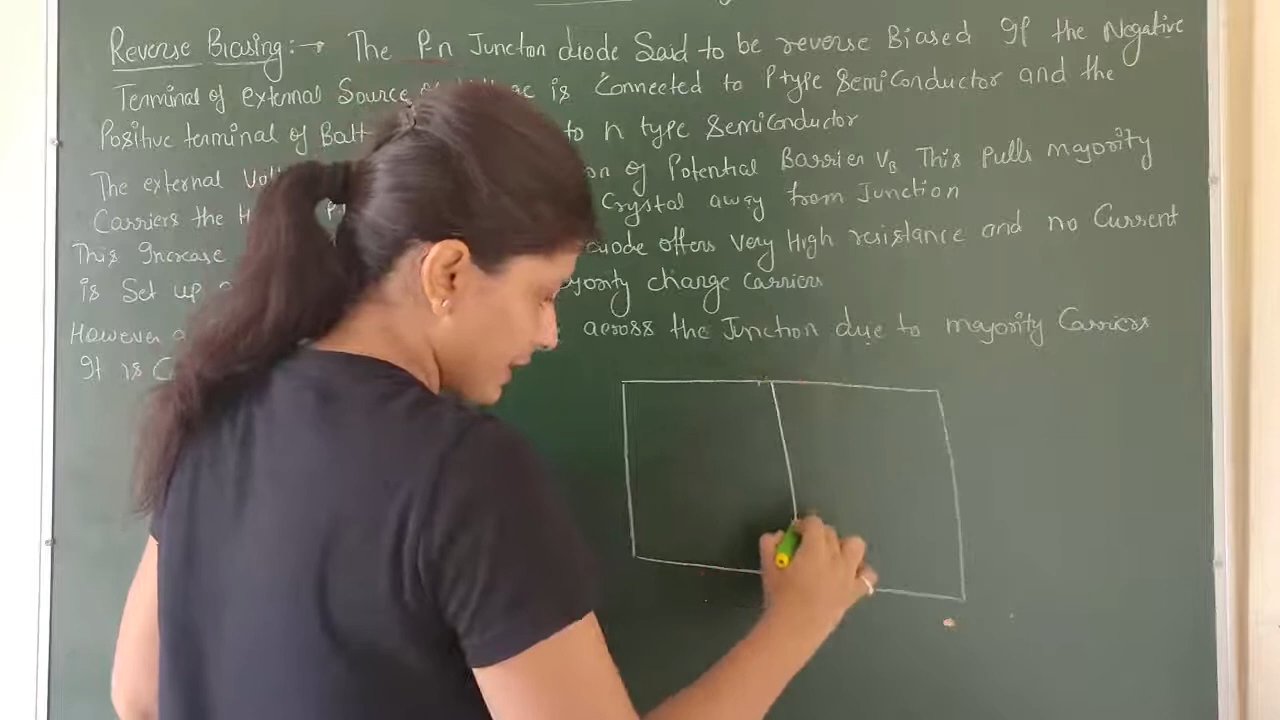 Reverse Biasing:→ The P-n Junction diode Said to be reverse Biased If the Negative
Terminal of external Source is Connected to P type SemiConductor and the
Positive terminal of to n type SemiConductor
The external of Potential Barrier VB This pulls majority
Carriers the Crystal away from Junction
This Increase diode offers Very High resistance and no Current
is Set up charge Carriers
However across the Junction due to majority Carriers
It is